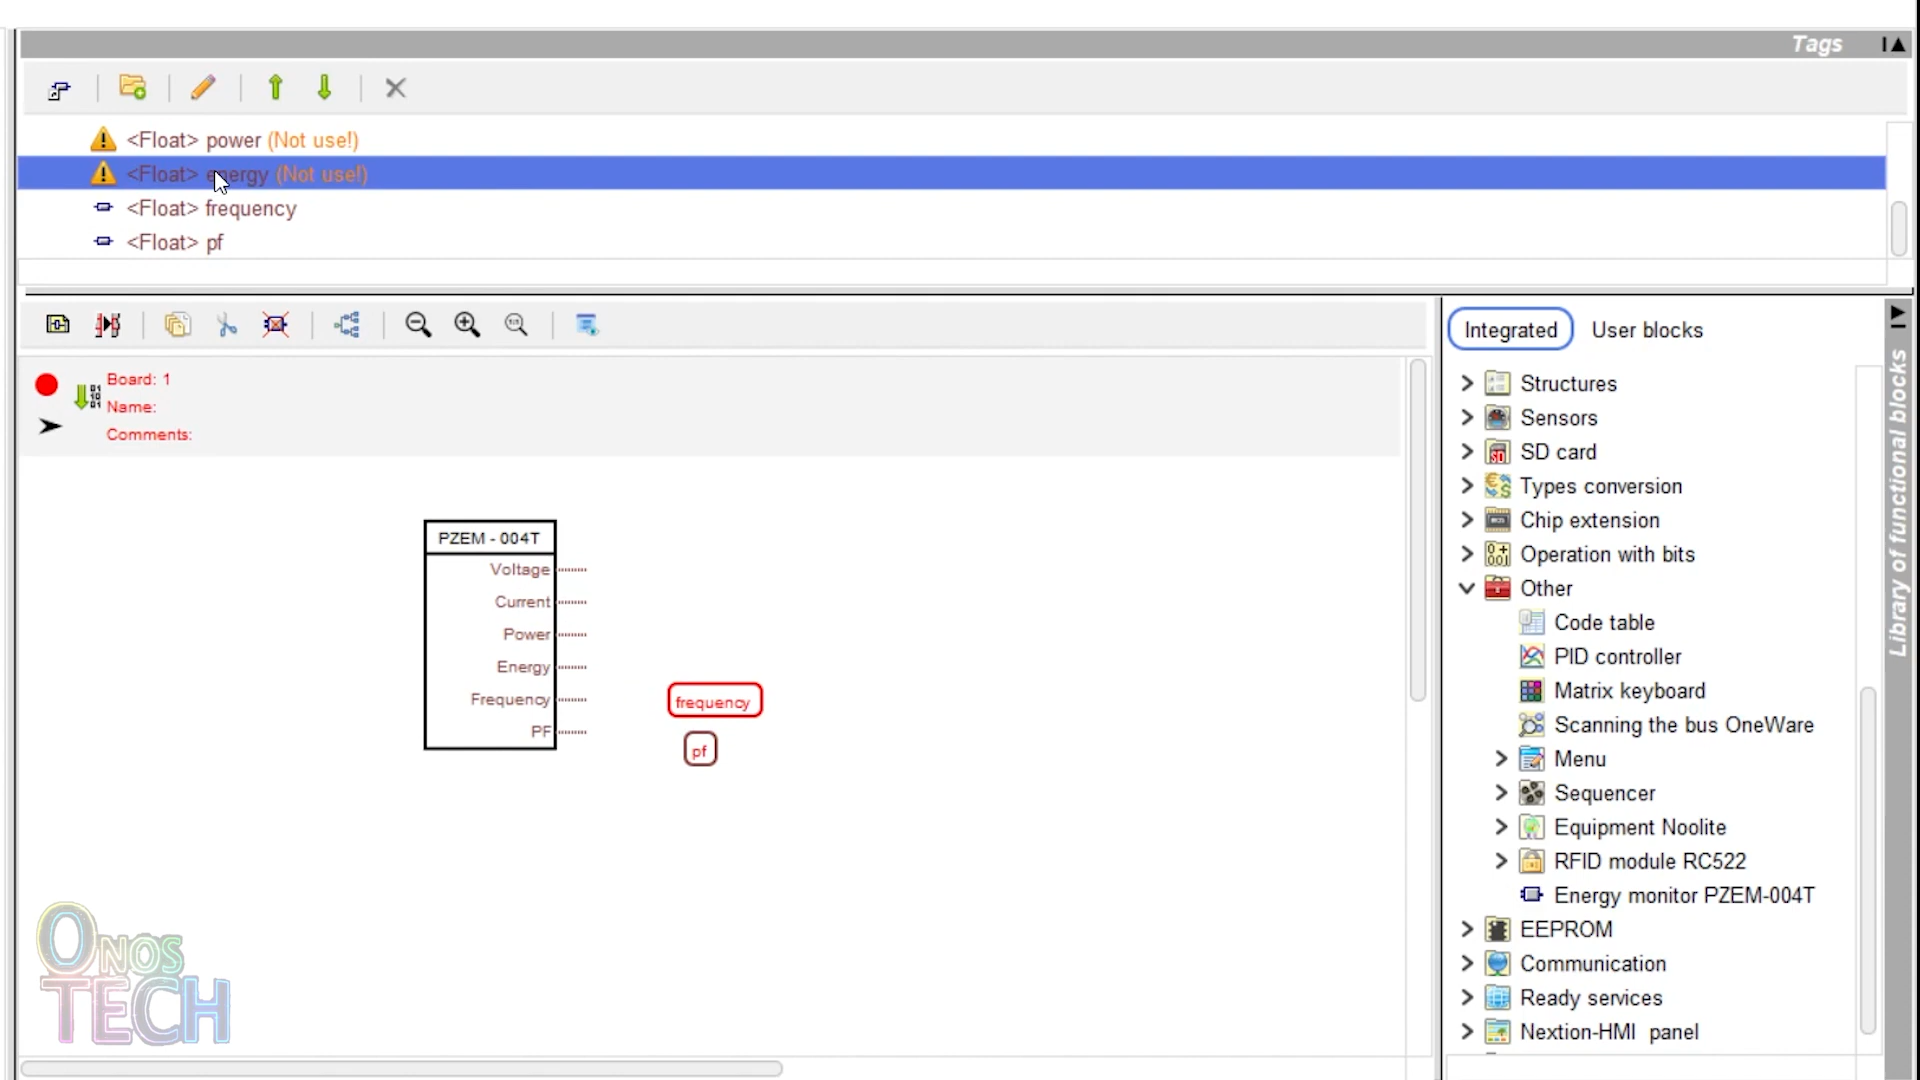 Tags
<Float> power (Not use!)
<Float> energy (Not use!)
<Float> frequency
<Float> pf
Integrated
User blocks
Board: 1
Name:
Comments:
PZEM - 004T
Voltage
Current
Power
Energy
Frequency
PF
frequency
pf
Structures
Sensors
SD card
Types conversion
Chip extension
Operation with bits
Other
Code table
PID controller
Matrix keyboard
Scanning the bus OneWare
Menu
Sequencer
Equipment Noolite
RFID module RC522
Energy monitor PZEM-004T
EEPROM
Communication
Ready services
Nextion-HMI panel
Library of functional blocks
ONOS
TECH